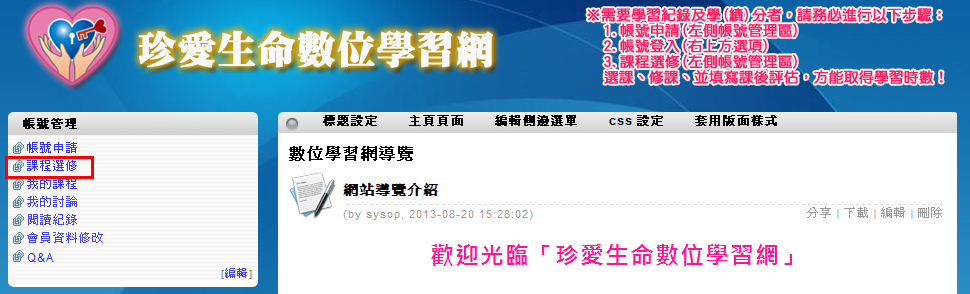 珍愛生命數位學習網
※需要學習紀錄及學(績)分者，請務必進行以下步驟：
1.帳號申請(左側帳號管理區)
2.帳號登入(右上方選項)
3.課程選修(左側帳號管理區)
選課、修課、並填寫課後評估，方能取得學習時數！
帳號管理
帳號申請
課程選修
我的課程
我的討論
閱讀紀錄
會員資料修改
Q&A
[編輯]
標題設定 主頁頁面 編輯側邊選單 CSS 設定 套用版面樣式
數位學習網導覽
網站導覽介紹
(by sysop, 2013-08-20 15:28:02)
分享 | 下載 | 編輯 | 刪除
歡迎光臨「珍愛生命數位學習網」